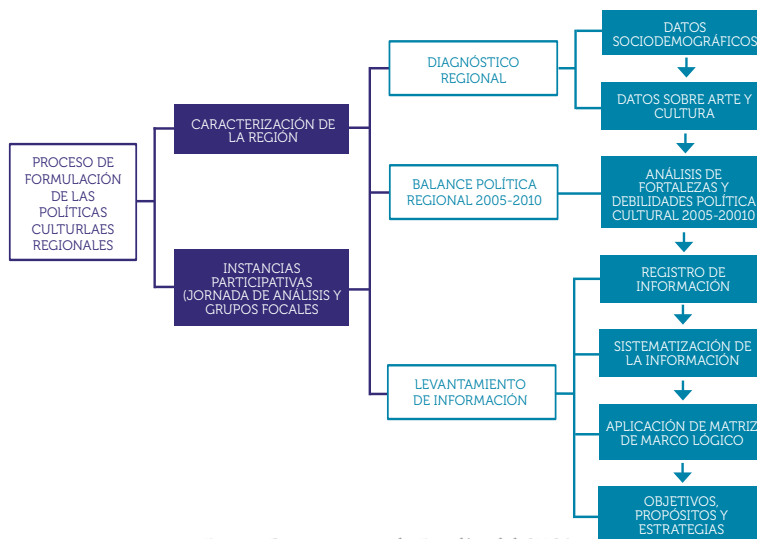 PROCESO DE
FORMULACIÓN
DE LAS
POLÍTICAS
CULTURLAES
REGIONALES
CARACTERIZACIÓN DE
LA REGIÓN
INSTANCIAS
PARTICIPATIVAS
(JORNADA DE ANÁLISIS Y
GRUPOS FOCALES
DIAGNÓSTICO
REGIONAL
BALANCE POLÍTICA
REGIONAL 2005-2010
LEVANTAMIENTO
DE INFORMACIÓN
DATOS
SOCIODEMOGRÁFICOS
DATOS SOBRE ARTE Y
CULTURA
ANÁLISIS DE
FORTALEZAS Y
DEBILIDADES POLÍTICA
CULTURAL 2005-20010
REGISTRO DE
INFORMACIÓN
SISTEMATIZACIÓN DE
LA INFORMACIÓN
APLICACIÓN DE MATRIZ
DE MARCO LÓGICO
OBJETIVOS,
PROPÓSITOS Y
ESTRATEGIAS